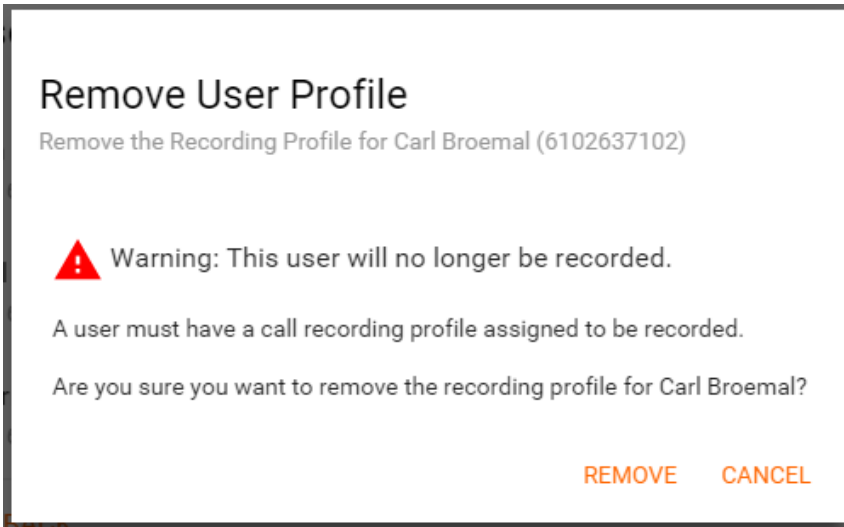 Remove User Profile
Remove the Recording Profile for Carl Broemal (6102637102)
Warning: This user will no longer be recorded.
A user must have a call recording profile assigned to be recorded.
Are you sure you want to remove the recording profile for Carl Broemal?
REMOVE CANCEL